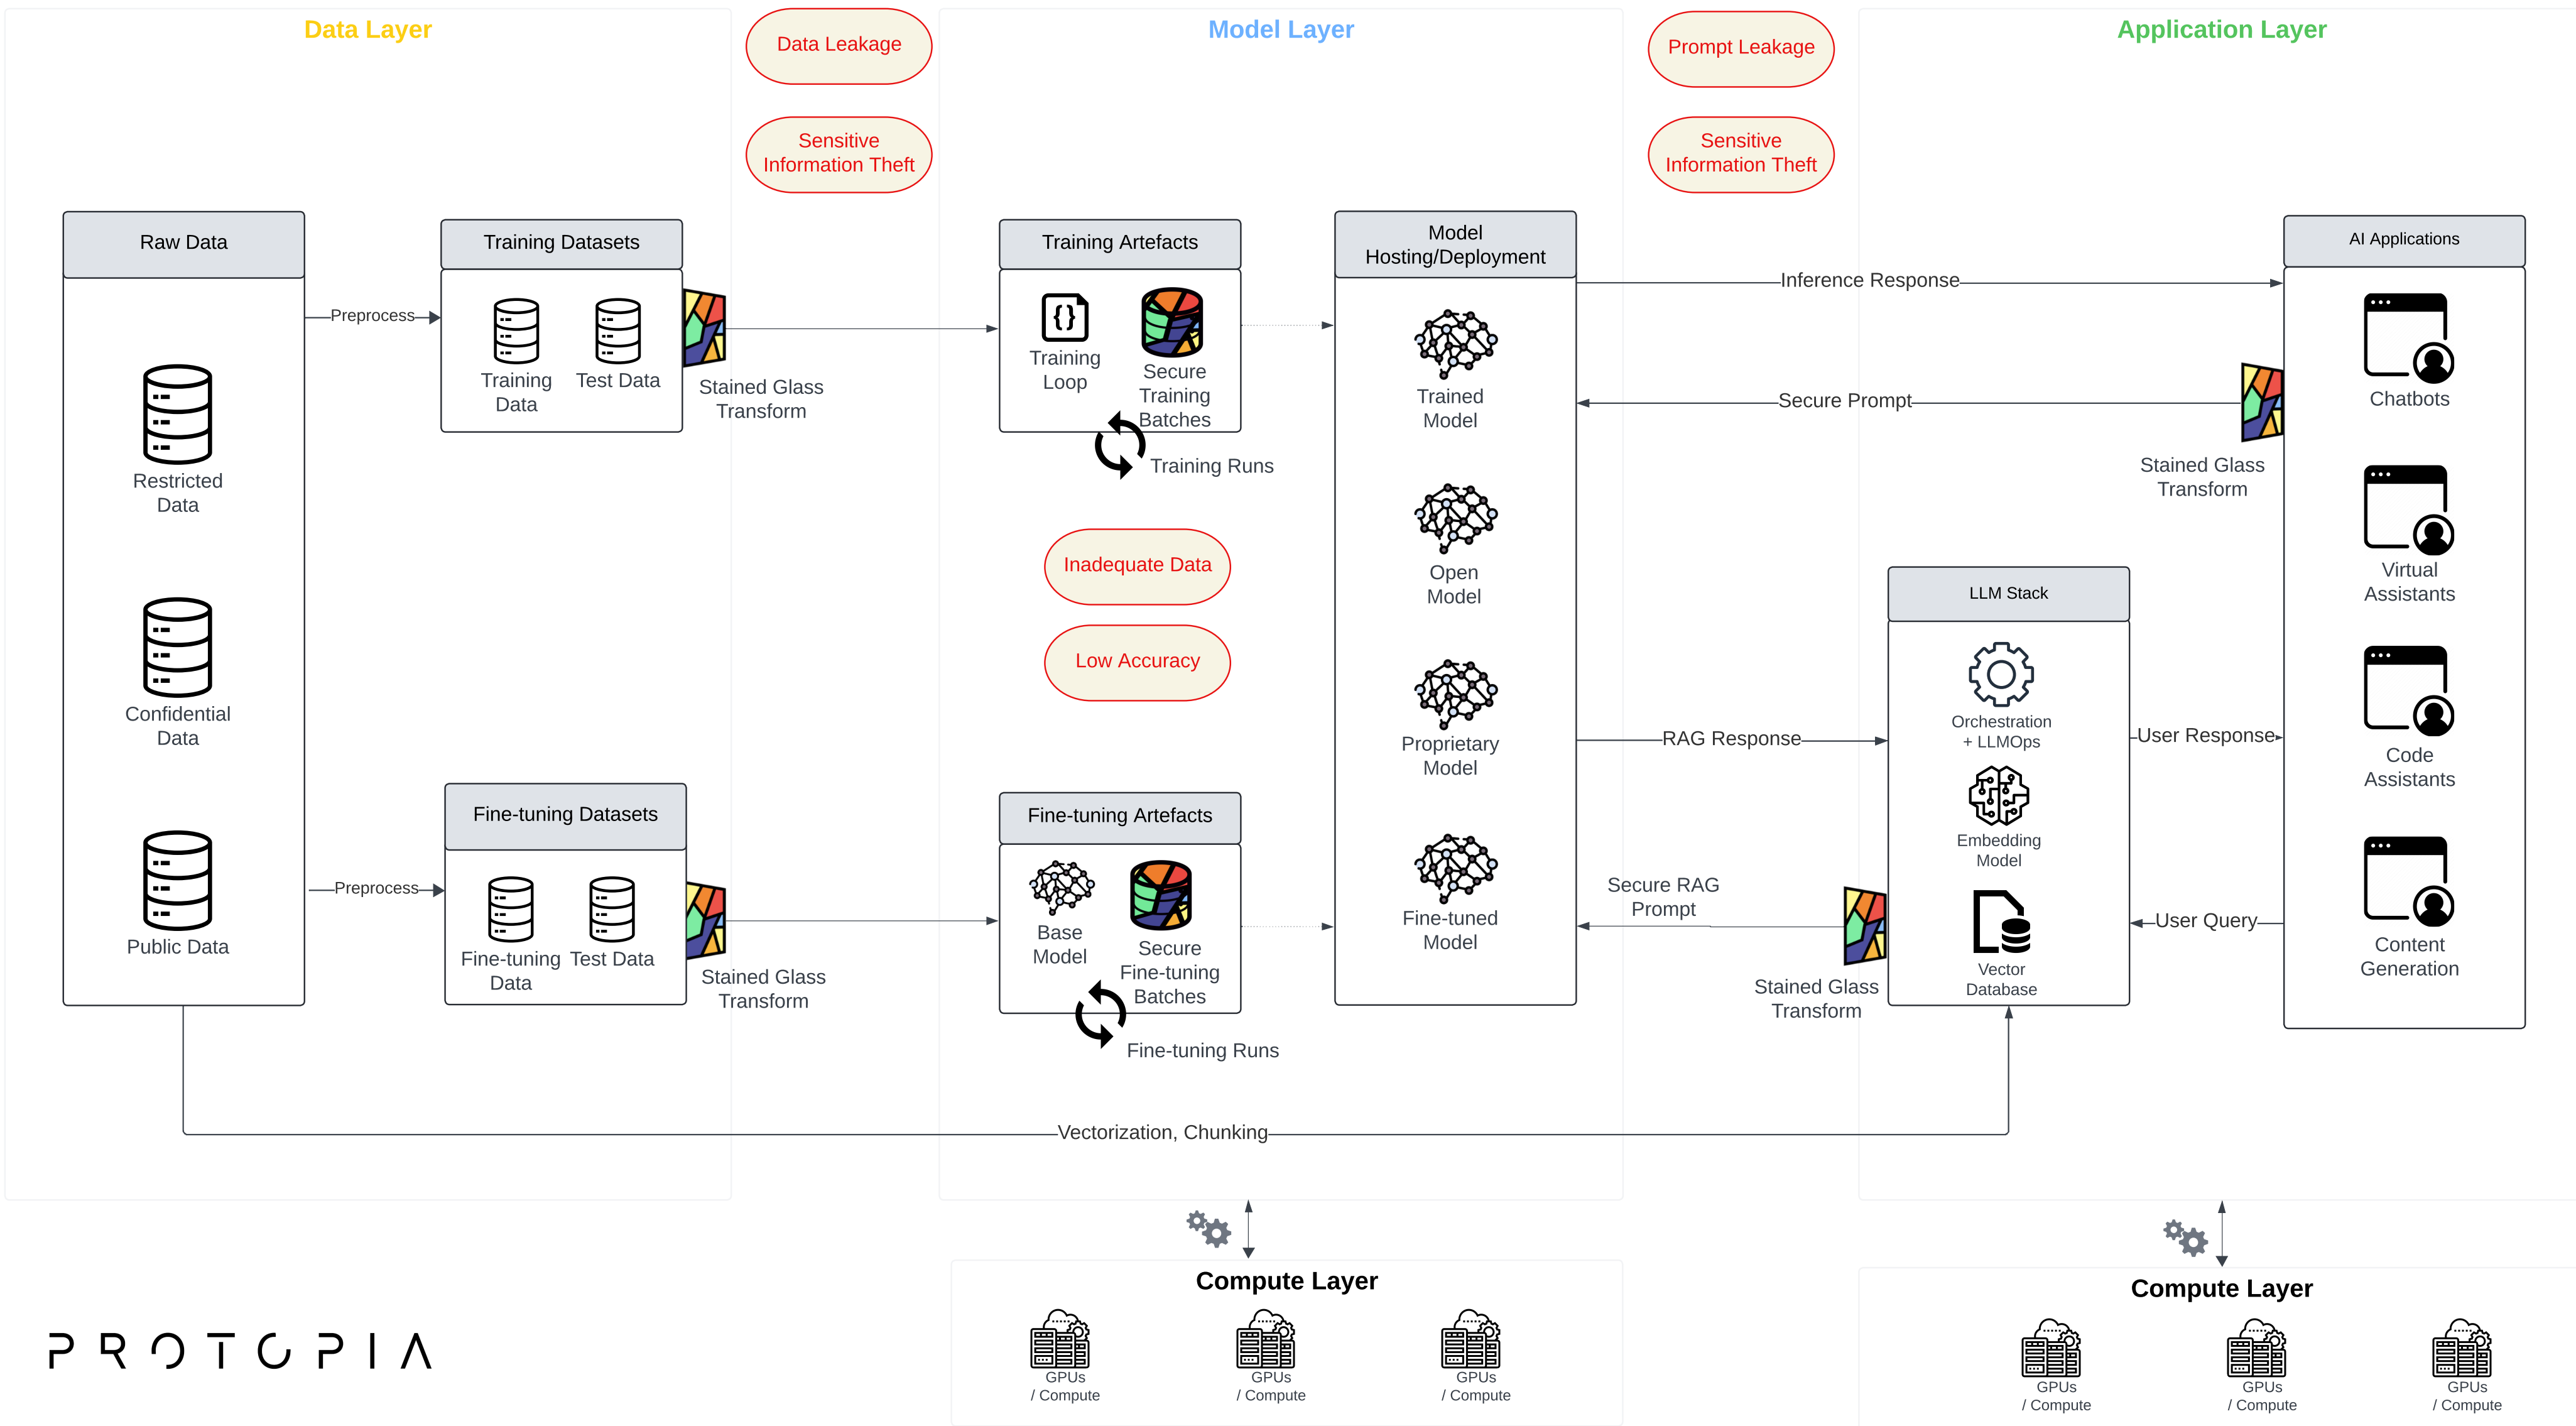 Data Layer
Data Leakage
Sensitive
Information Theft
Model Layer
Prompt Leakage
Sensitive
Information Theft
Application Layer
Raw Data
Restricted
Data
Confidential
Data
Public Data
Preprocess
Training Datasets
Training
Data
Test Data
Stained Glass
Transform
Preprocess
Fine-tuning Datasets
Fine-tuning
Data
Test Data
Stained Glass
Transform
Training Artefacts
Training
Loop
Secure
Training
Batches
Training Runs
Inadequate Data
Low Accuracy
Fine-tuning Artefacts
Base
Model
Secure
Fine-tuning
Batches
Fine-tuning Runs
Model
Hosting/Deployment
Trained
Model
Open
Model
Proprietary
Model
Fine-tuned
Model
Inference Response
Secure Prompt
Stained Glass
Transform
RAG Response
Secure RAG
Prompt
Stained Glass
Transform
LLM Stack
Orchestration
+ LLMOps
Embedding
Model
Vector
Database
User Response
User Query
AI Applications
Chatbots
Virtual
Assistants
Code
Assistants
Content
Generation
Vectorization, Chunking
Compute Layer
GPUs
/ Compute
GPUs
/ Compute
GPUs
/ Compute
Compute Layer
GPUs
/ Compute
GPUs
/ Compute
GPUs
/ Compute
PROTOPIA